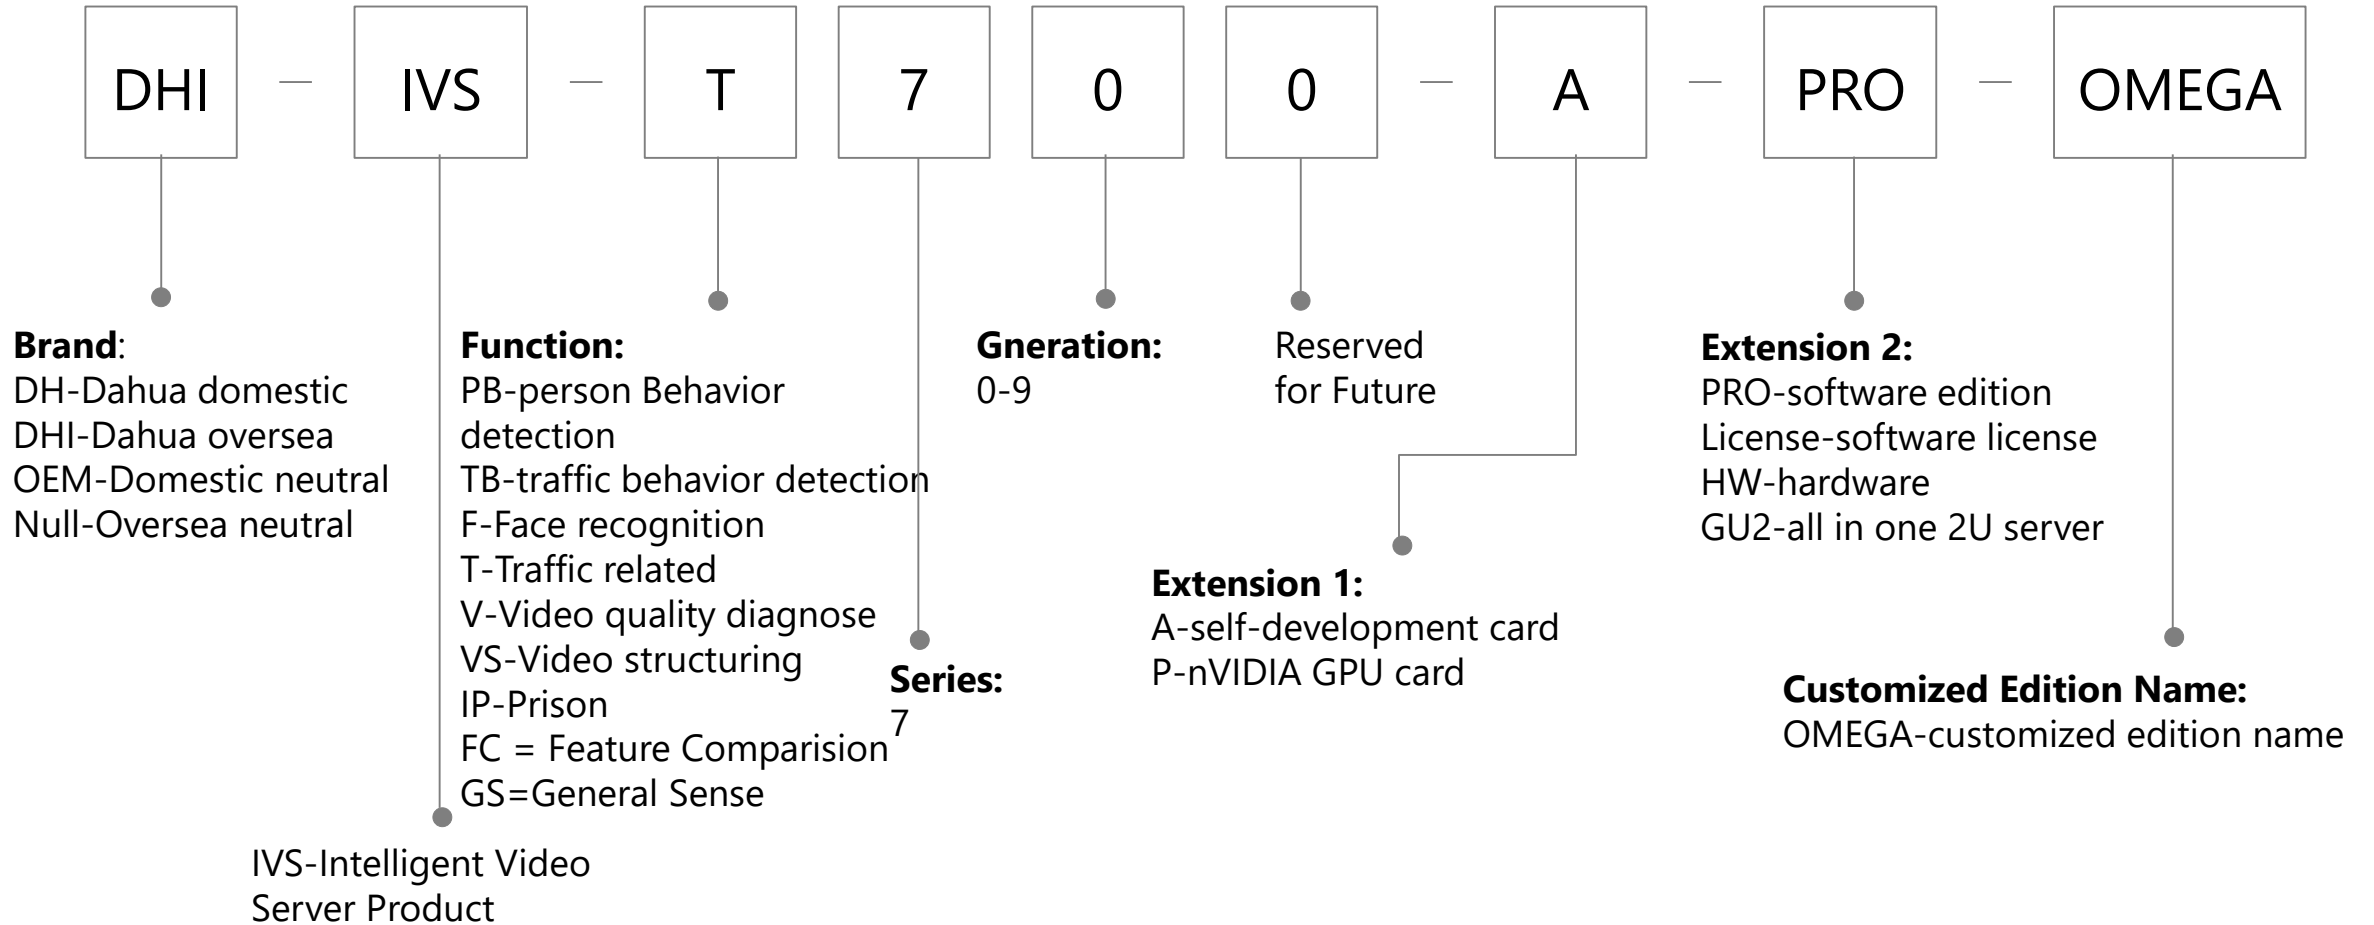 DHI — IVS — T 7 0 0 — A — PRO — OMEGA
Brand:
DH-Dahua domestic
DHI-Dahua oversea
OEM-Domestic neutral
Null-Oversea neutral
IVS-Intelligent Video
Server Product
Function:
PB-person Behavior
detection
TB-traffic behavior detection
F-Face recognition
T-Traffic related
V-Video quality diagnose
VS-Video structuring
IP-Prison
FC = Feature Comparision
GS=General Sense
Series:
7
Gneration:
0-9
Reserved
for Future
Extension 1:
A-self-development card
P-nVIDIA GPU card
Extension 2:
PRO-software edition
License-software license
HW-hardware
GU2-all in one 2U server
Customized Edition Name:
OMEGA-customized edition name